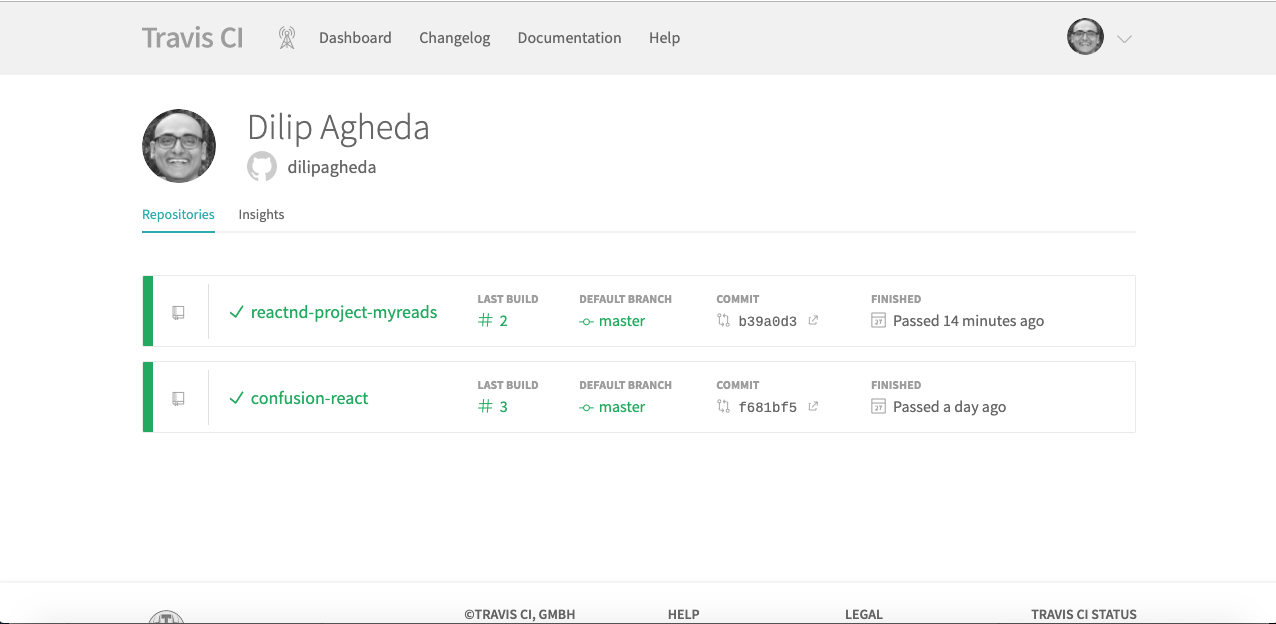 Travis CI Dashboard Changelog Documentation Help
Dilip Agheda
dilipagheda
Repositories Insights
LAST BUILD DEFAULT BRANCH COMMIT FINISHED
reactnd-project-myreads # 2 master b39a0d3 27 Passed 14 minutes ago
LAST BUILD DEFAULT BRANCH COMMIT FINISHED
confusion-react # 3 master f681bf5 27 Passed a day ago
©TRAVIS CI, GMBH HELP LEGAL TRAVIS CI STATUS